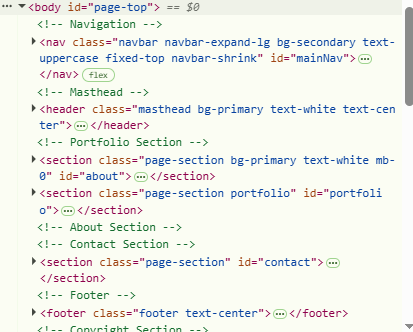 ··· ▼<body id="page-top"> == $0
<!-- Navigation -->
▶<nav class="navbar navbar-expand-lg bg-secondary text-
uppercase fixed-top navbar-shrink" id="mainNav">…
</nav> flex
<!-- Masthead -->
▶<header class="masthead bg-primary text-white text-cen
ter">…</header>
<!-- Portfolio Section -->
▶<section class="page-section bg-primary text-white mb-
0" id="about">…</section>
▶<section class="page-section portfolio" id="portfoli
o">…</section>
<!-- About Section -->
<!-- Contact Section -->
▶<section class="page-section" id="contact">…
</section>
<!-- Footer -->
▶<footer class="footer text-center">…</footer>
<!-- Copyright Section -->